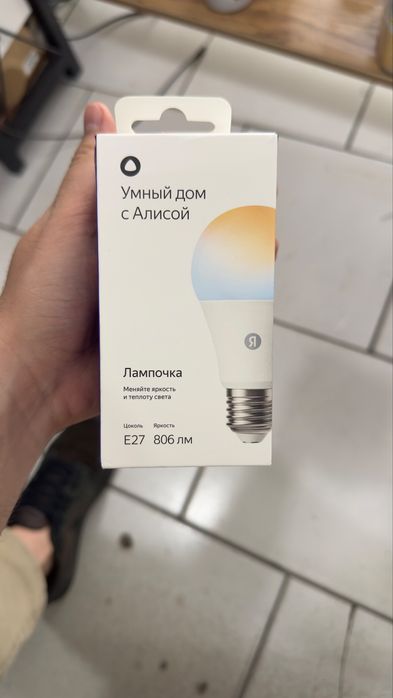 Умный дом
с Алисой
Я
Лампочка
Меняйте яркость
и теплоту света
Цоколь Яркость
E27 806 лм